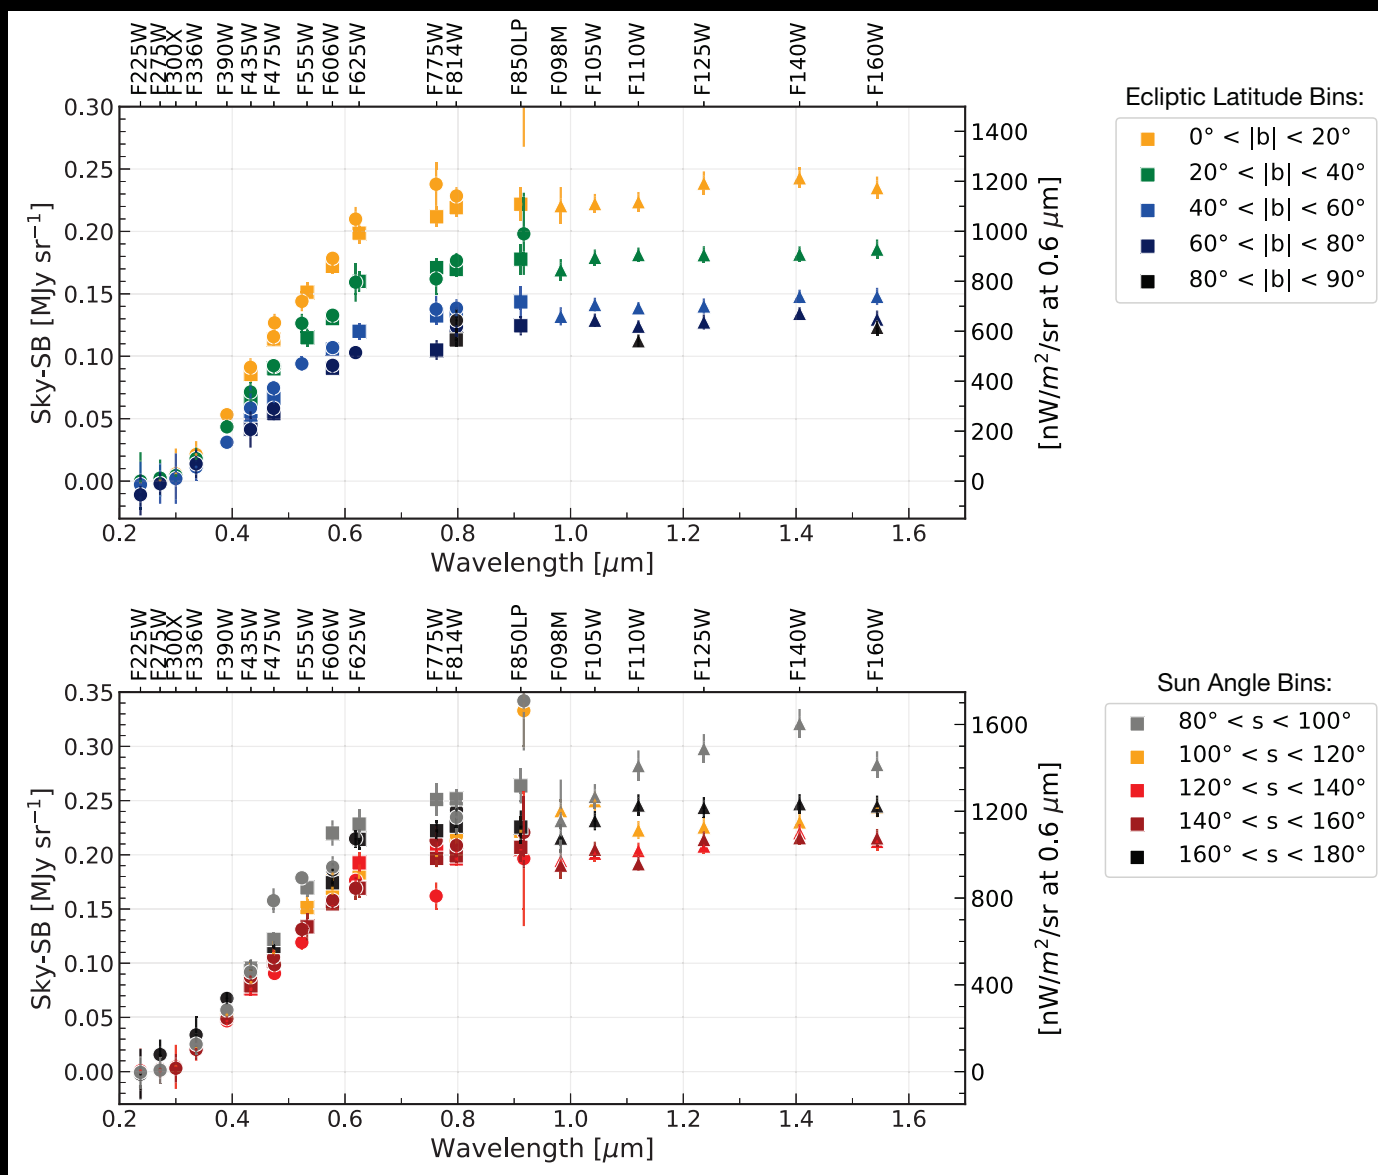 F225W F275W F300X F336W F390W F435W F475W F555W F606W F625W F775W F814W F850LP F098M F105W F110W F125W F140W F160W
0.30
0.25
0.20
0.15
0.10
0.05
0.00
Sky-SB [MJy sr⁻¹]
1400
1200
1000
800
600
400
200
0
[nW/m²/sr at 0.6 μm]
0.2 0.4 0.6 0.8 1.0 1.2 1.4 1.6
Wavelength [μm]
Ecliptic Latitude Bins:
0° < |b| < 20°
20° < |b| < 40°
40° < |b| < 60°
60° < |b| < 80°
80° < |b| < 90°
F225W F275W F300X F336W F390W F435W F475W F555W F606W F625W F775W F814W F850LP F098M F105W F110W F125W F140W F160W
0.35
0.30
0.25
0.20
0.15
0.10
0.05
0.00
Sky-SB [MJy sr⁻¹]
1600
1200
800
400
0
[nW/m²/sr at 0.6 μm]
0.2 0.4 0.6 0.8 1.0 1.2 1.4 1.6
Wavelength [μm]
Sun Angle Bins:
80° < s < 100°
100° < s < 120°
120° < s < 140°
140° < s < 160°
160° < s < 180°